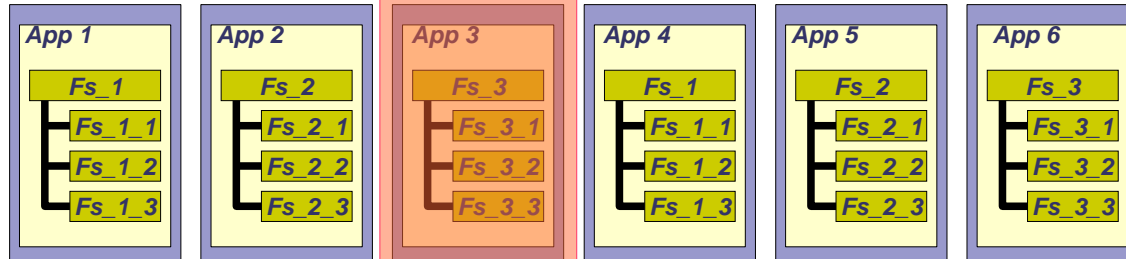 App 1
Fs_1
Fs_1_1
Fs_1_2
Fs_1_3
App 2
Fs_2
Fs_2_1
Fs_2_2
Fs_2_3
App 3
Fs_3
Fs_3_1
Fs_3_2
Fs_3_3
App 4
Fs_1
Fs_1_1
Fs_1_2
Fs_1_3
App 5
Fs_2
Fs_2_1
Fs_2_2
Fs_2_3
App 6
Fs_3
Fs_3_1
Fs_3_2
Fs_3_3